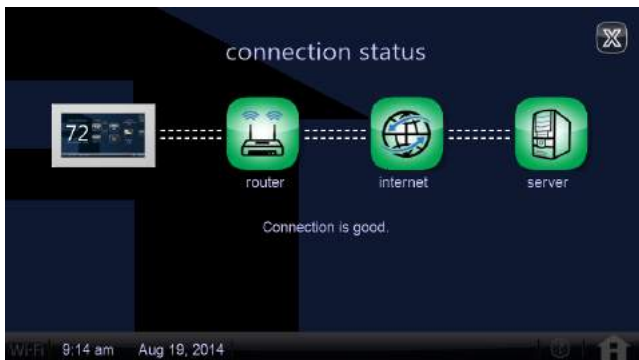 connection status
X
72
router
internet
server
Connection is good.
Wi-Fi 9:14 am Aug 19, 2014